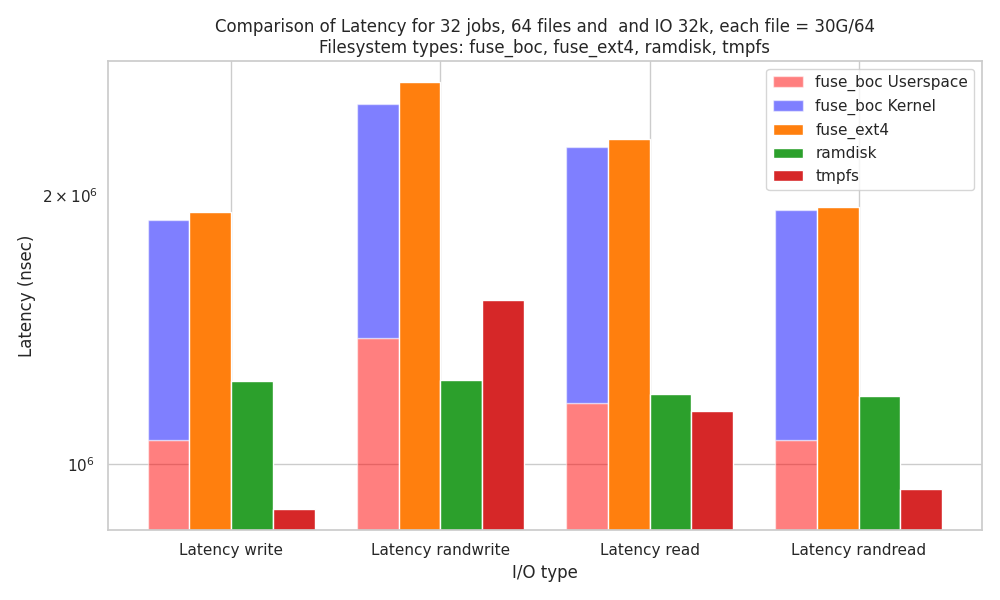 Comparison of Latency for 32 jobs, 64 files and  and IO 32k, each file = 30G/64
Filesystem types: fuse_boc, fuse_ext4, ramdisk, tmpfs
fuse_boc Userspace
fuse_boc Kernel
fuse_ext4
ramdisk
tmpfs
Latency (nsec)
2 × 10⁶
10⁶
Latency write
Latency randwrite
Latency read
Latency randread
I/O type